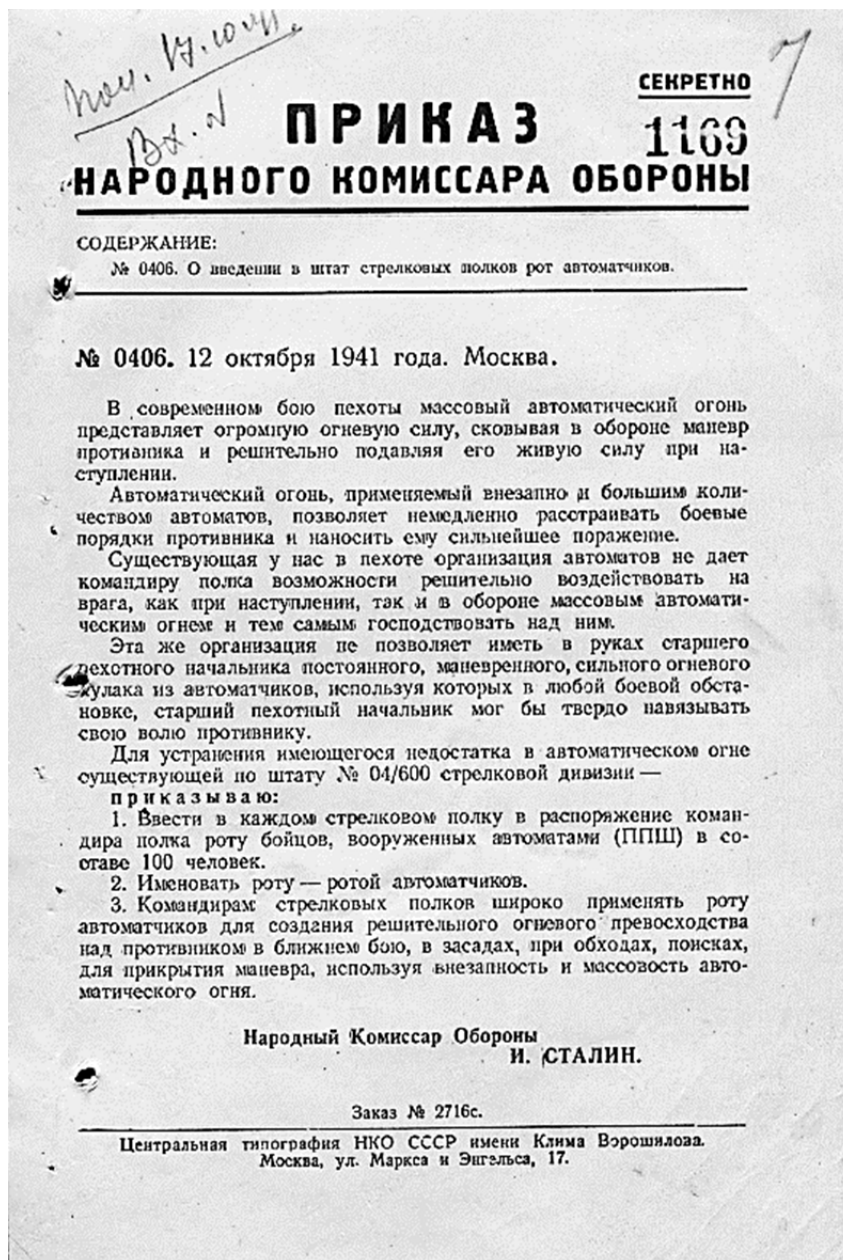 Пол. 17.10.41.
Вх. №
7
СЕКРЕТНО
1169
ПРИКАЗ
НАРОДНОГО КОМИССАРА ОБОРОНЫ
СОДЕРЖАНИЕ:
№ 0406. О введении в штат стрелковых полков рот автоматчиков.
№ 0406. 12 октября 1941 года. Москва.
В современном бою пехоты массовый автоматический огонь
представляет огромную огневую силу, сковывая в обороне маневр
противника и решительно подавляя его живую силу при на-
ступлении.
Автоматический огонь, применяемый внезапно и большим коли-
чеством автоматов, позволяет немедленно расстраивать боевые
порядки противника и наносить ему сильнейшее поражение.
Существующая у нас в пехоте организация автоматов не дает
командиру полка возможности решительно воздействовать на
врага, как при наступлении, так и в обороне массовым автомати-
ческим огнем и тем самым господствовать над ним.
Эта же организация не позволяет иметь в руках старшего
пехотного начальника постоянного, маневренного, сильного огневого
кулака из автоматчиков, используя которых в любой боевой обста-
новке, старший пехотный начальник мог бы твердо навязывать
свою волю противнику.
Для устранения имеющегося недостатка в автоматическом огне
существующей по штату № 04/600 стрелковой дивизии —
приказываю:
1. Ввести в каждом стрелковом полку в распоряжение коман-
дира полка роту бойцов, вооруженных автоматами (ППШ) в со-
ставе 100 человек.
2. Именовать роту — ротой автоматчиков.
3. Командирам стрелковых полков широко применять роту
автоматчиков для создания решительного огневого превосходства
над противником в ближнем бою, в засадах, при обходах, поисках,
для прикрытия маневра, используя внезапность и массовость авто-
матического огня.
Народный Комиссар Обороны
И. СТАЛИН.
Заказ № 2716с.
Центральная типография НКО СССР имени Клима Ворошилова.
Москва, ул. Маркса и Энгельса, 17.